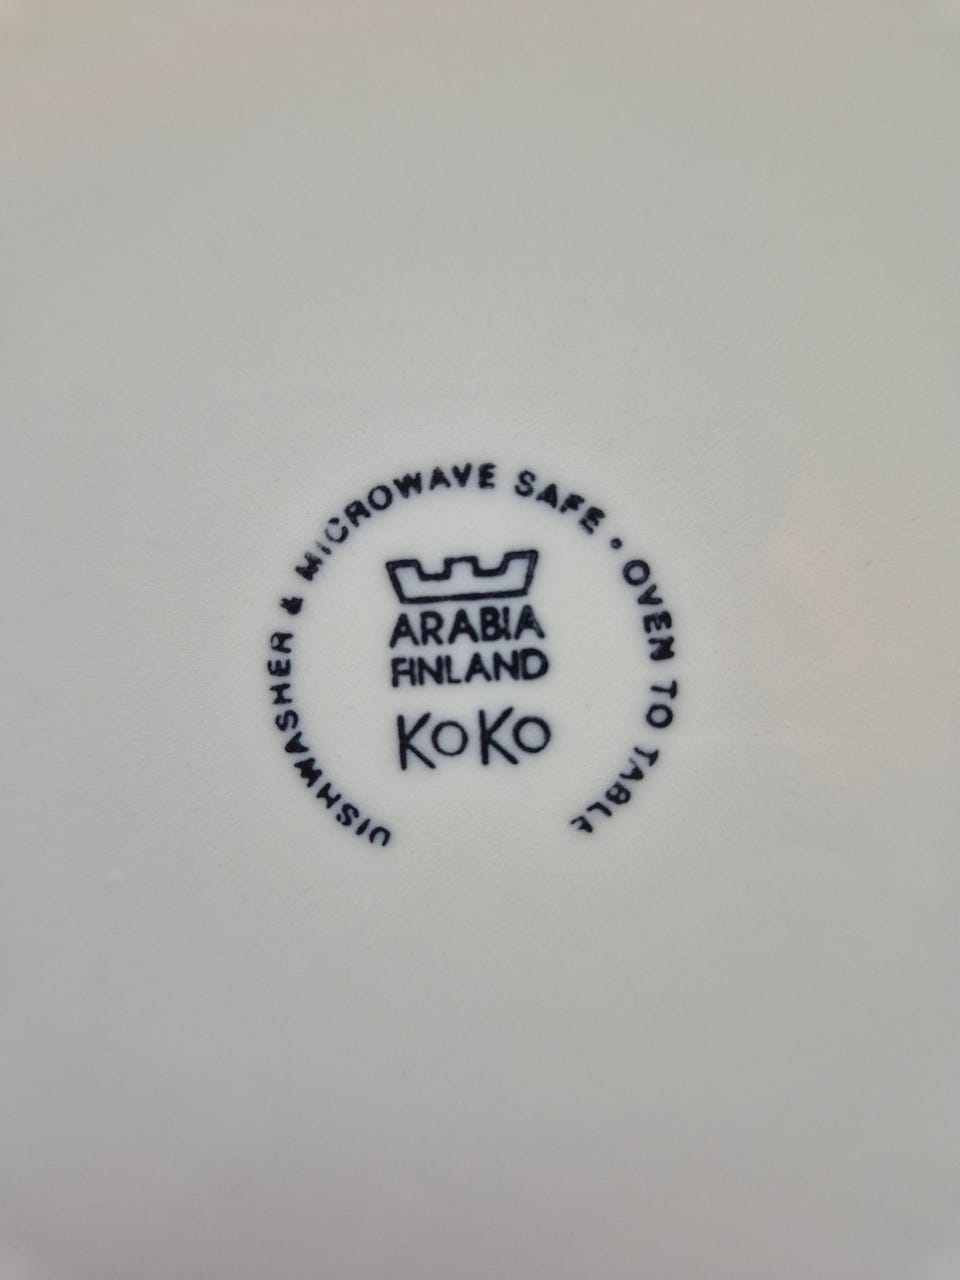 DISHWASHER & MICROWAVE SAFE • OVEN TO TABLE
ARABIA
FINLAND
KoKo